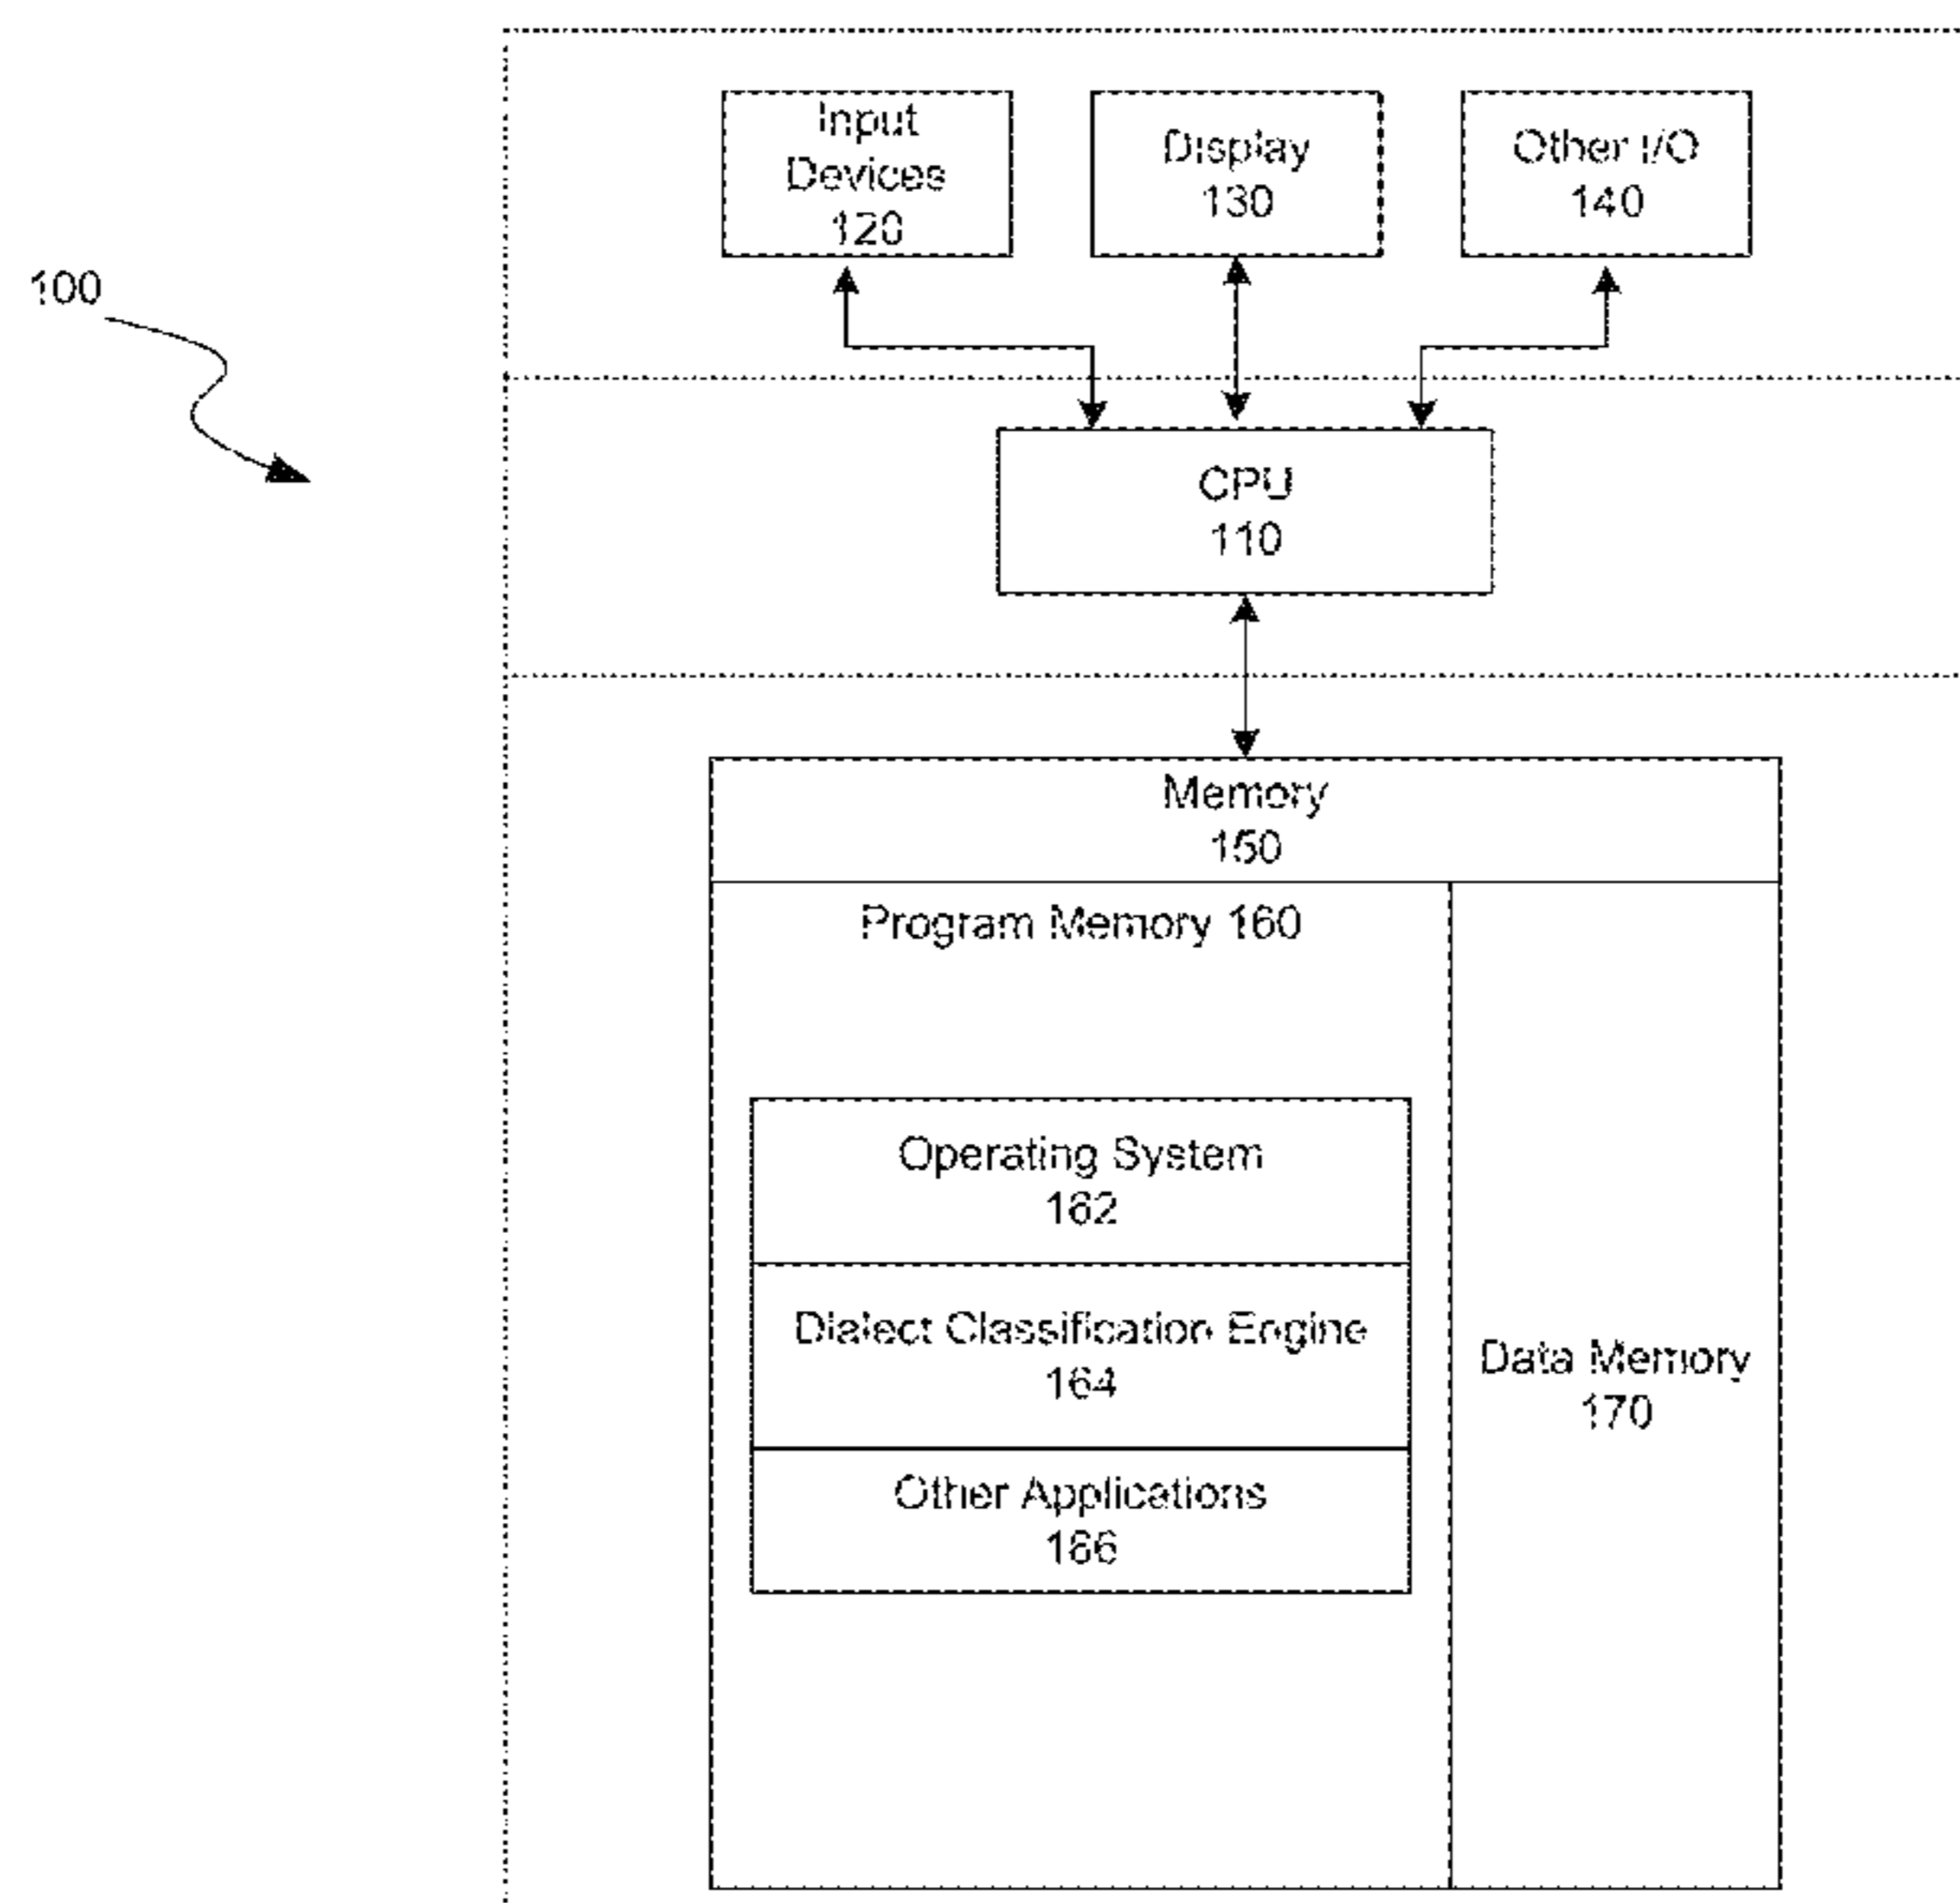 Input
Devices
120
Display
130
Other I/O
140
100
CPU
110
Memory
150
Program Memory 160
Operating System
162
Dialect Classification Engine
164
Other Applications
166
Data Memory
170